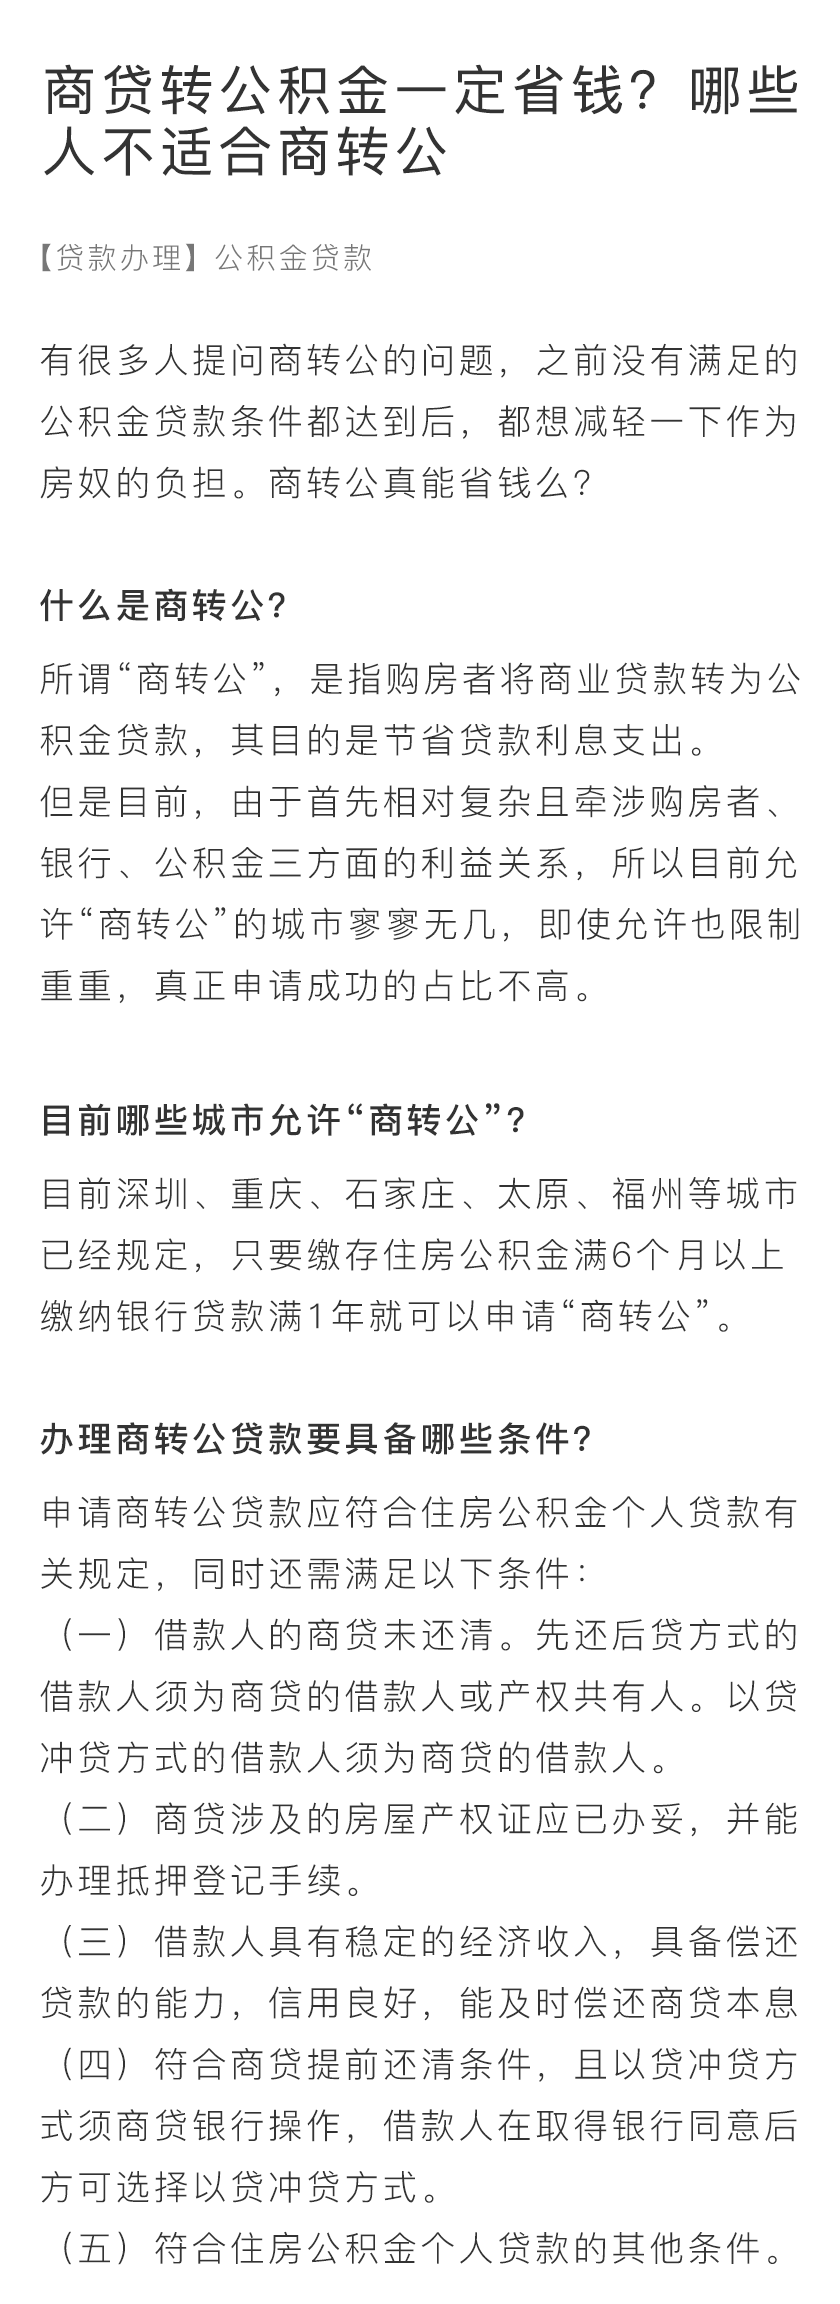 商贷转公积金一定省钱？哪些
人不适合商转公
【贷款办理】公积金贷款
有很多人提问商转公的问题，之前没有满足的
公积金贷款条件都达到后，都想减轻一下作为
房奴的负担。商转公真能省钱么？
什么是商转公？
所谓“商转公”，是指购房者将商业贷款转为公
积金贷款，其目的是节省贷款利息支出。
但是目前，由于首先相对复杂且牵涉购房者、
银行、公积金三方面的利益关系，所以目前允
许“商转公”的城市寥寥无几，即使允许也限制
重重，真正申请成功的占比不高。
目前哪些城市允许“商转公”？
目前深圳、重庆、石家庄、太原、福州等城市
已经规定，只要缴存住房公积金满6个月以上
缴纳银行贷款满1年就可以申请“商转公”。
办理商转公贷款要具备哪些条件？
申请商转公贷款应符合住房公积金个人贷款有
关规定，同时还需满足以下条件：
（一）借款人的商贷未还清。先还后贷方式的
借款人须为商贷的借款人或产权共有人。以贷
冲贷方式的借款人须为商贷的借款人。
（二）商贷涉及的房屋产权证应已办妥，并能
办理抵押登记手续。
（三）借款人具有稳定的经济收入，具备偿还
贷款的能力，信用良好，能及时偿还商贷本息
（四）符合商贷提前还清条件，且以贷冲贷方
式须商贷银行操作，借款人在取得银行同意后
方可选择以贷冲贷方式。
（五）符合住房公积金个人贷款的其他条件。